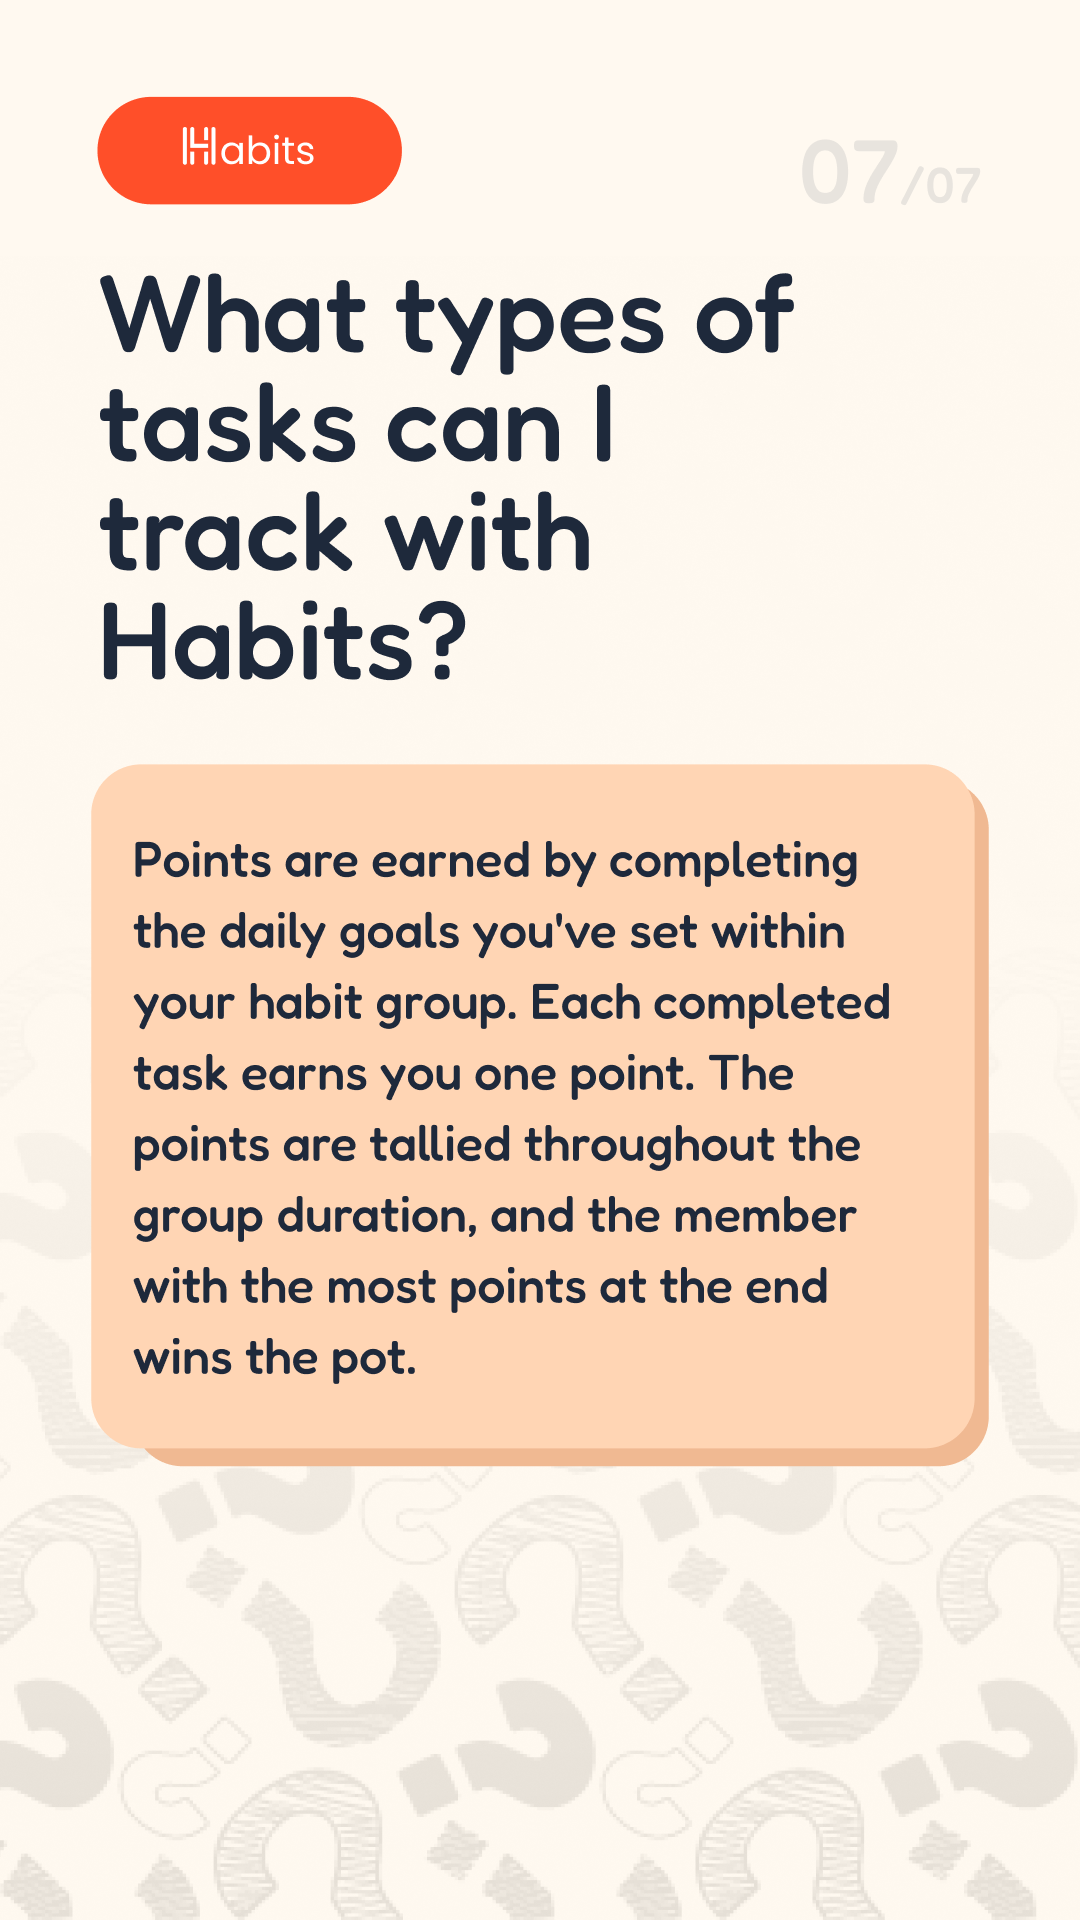 Habits
07/07
What types of
tasks can I
track with
Habits?
Points are earned by completing
the daily goals you've set within
your habit group. Each completed
task earns you one point. The
points are tallied throughout the
group duration, and the member
with the most points at the end
wins the pot.